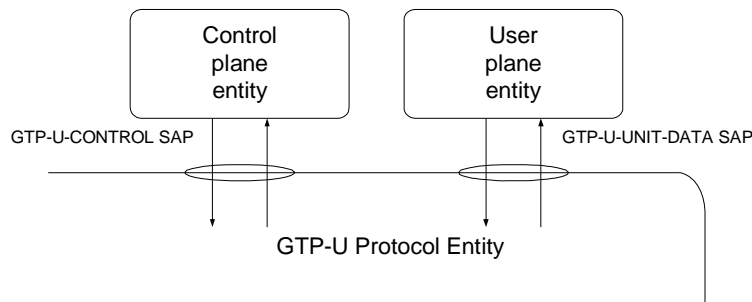 Control
plane
entity
User
plane
entity
GTP-U-CONTROL SAP
GTP-U-UNIT-DATA SAP
GTP-U Protocol Entity